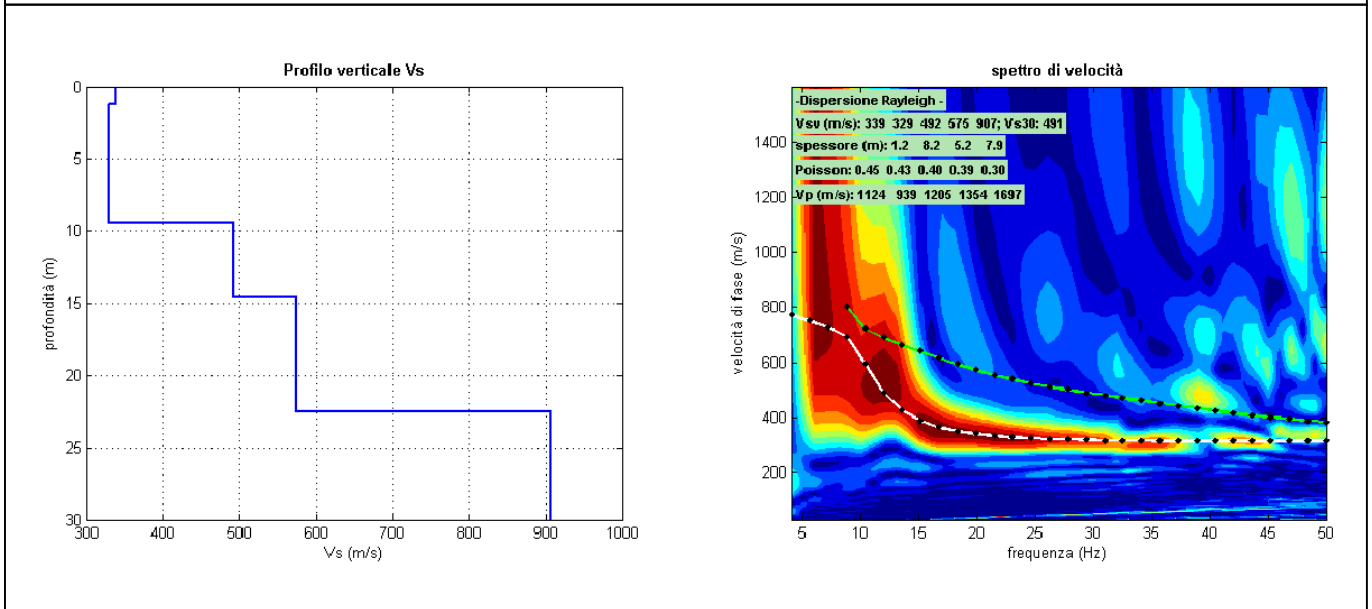 Profilo verticale Vs
0
5
10
15
20
25
30
profondità (m)
300 400 500 600 700 800 900 1000
Vs (m/s)
spettro di velocità
-Dispersione Rayleigh -
Vsv (m/s): 339 329 492 575 907; Vs30: 491
spessore (m): 1.2 8.2 5.2 7.9
Poisson: 0.45 0.43 0.40 0.39 0.30
Vp (m/s): 1124 939 1205 1354 1697
1400
1200
1000
800
600
400
200
velocità di fase (m/s)
5 10 15 20 25 30 35 40 45 50
frequenza (Hz)